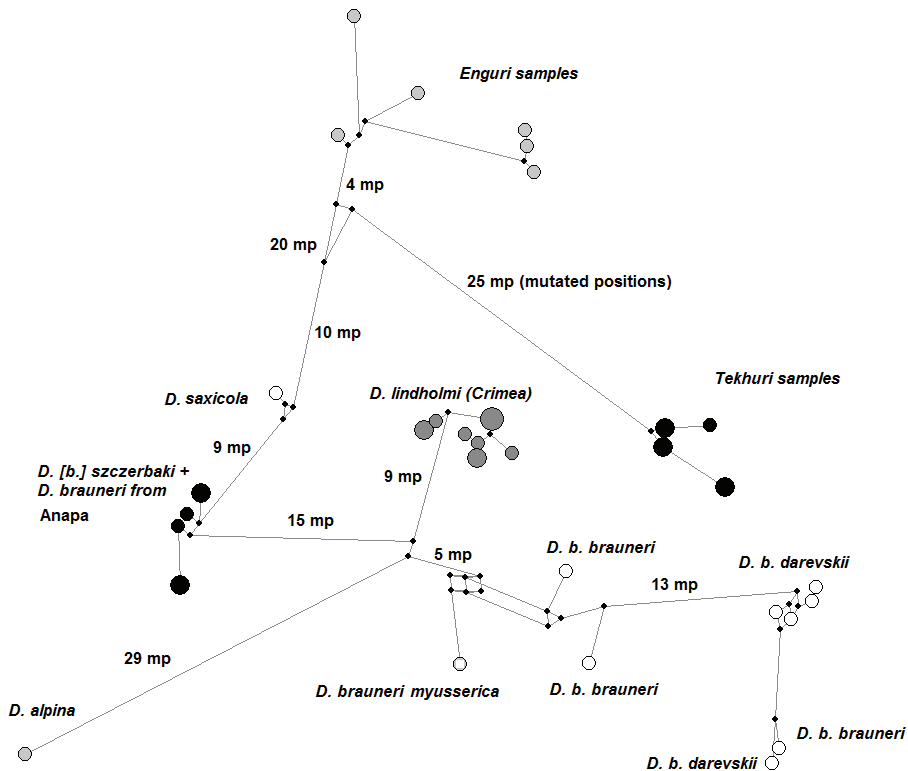 Enguri samples
4 mp
20 mp
25 mp (mutated positions)
10 mp
Tekhuri samples
D. lindholmi (Crimea)
D. saxicola
9 mp
D. [b.] szczerbaki +
D. brauneri from
Anapa
9 mp
15 mp
5 mp
D. b. brauneri
D. b. darevskii
13 mp
29 mp
D. brauneri myusserica
D. b. brauneri
D. alpina
D. b. brauneri
D. b. darevskii